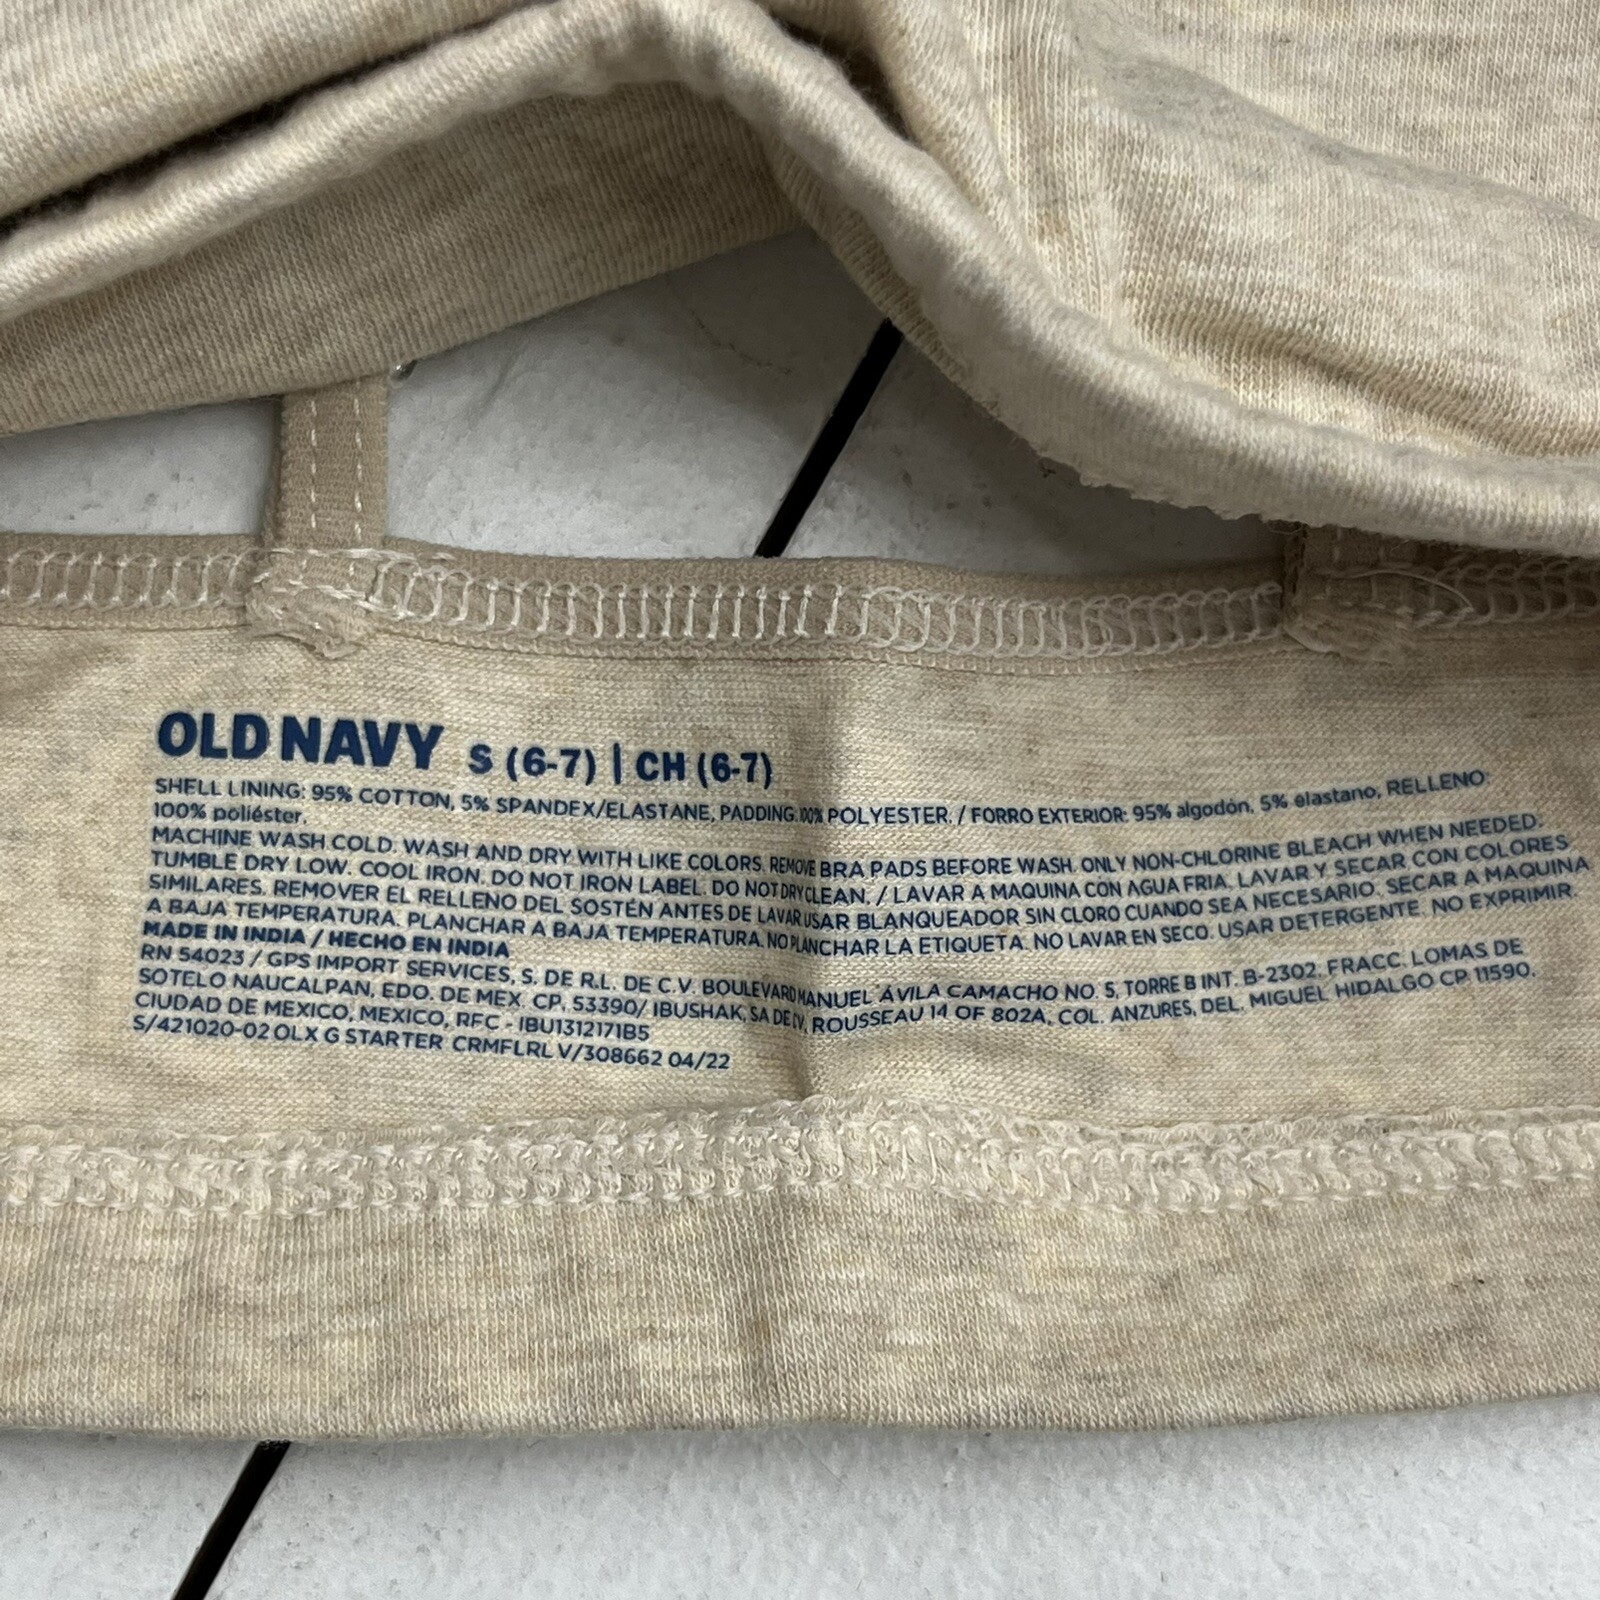 OLD NAVY S (6-7) | CH (6-7)
SHELL LINING: 95% COTTON, 5% SPANDEX/ELASTANE, PADDING: 100% POLYESTER. / FORRO EXTERIOR: 95% algodón, 5% elastano, RELLENO:
100% poliéster.
MACHINE WASH COLD. WASH AND DRY WITH LIKE COLORS. REMOVE BRA PADS BEFORE WASH. ONLY NON-CHLORINE BLEACH WHEN NEEDED.
TUMBLE DRY LOW. COOL IRON. DO NOT IRON LABEL. DO NOT DRY CLEAN. / LAVAR A MAQUINA CON AGUA FRIA. LAVAR Y SECAR CON COLORES
SIMILARES. REMOVER EL RELLENO DEL SOSTÉN ANTES DE LAVAR USAR BLANQUEADOR SIN CLORO CUANDO SEA NECESARIO. SECAR A MAQUINA
A BAJA TEMPERATURA. PLANCHAR A BAJA TEMPERATURA. NO PLANCHAR LA ETIQUETA. NO LAVAR EN SECO. USAR DETERGENTE. NO EXPRIMIR.
MADE IN INDIA / HECHO EN INDIA
RN 54023 / GPS IMPORT SERVICES, S. DE R.L. DE C.V. BOULEVARD MANUEL ÁVILA CAMACHO NO. 5, TORRE B INT. B-2302, FRACC. LOMAS DE
SOTELO NAUCALPAN, EDO. DE MEX. CP. 53390/ IBUSHAK, SA DE CV, ROUSSEAU 14 OF 802A, COL. ANZURES, DEL. MIGUEL HIDALGO CP 11590,
CIUDAD DE MEXICO, MEXICO, RFC - IBU1312171B5
S/421020-02 OLX G STARTER CRMFLRL V/308662 04/22